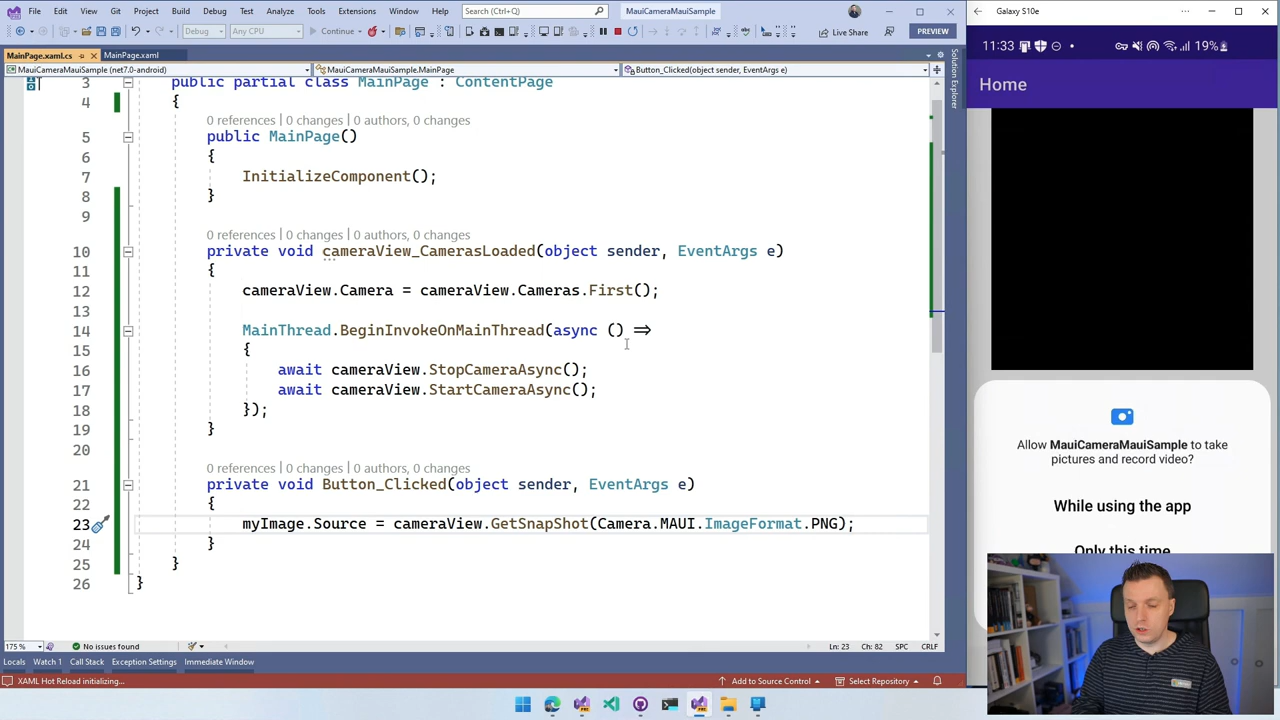 File Edit View Git Project Build Debug Test Analyze Tools Extensions Window Help Search (Ctrl+Q) MauiCameraMauiSample
Debug Any CPU Continue Live Share PREVIEW
MainPage.xaml.cs MainPage.xaml
MauiCameraMauiSample (net7.0-android) MauiCameraMauiSample.MainPage Button_Clicked(object sender, EventArgs e)
Solution Explorer
3 public partial class MainPage : ContentPage
4 {
0 references | 0 changes | 0 authors, 0 changes
5 public MainPage()
6 {
7 InitializeComponent();
8 }
9
0 references | 0 changes | 0 authors, 0 changes
10 private void cameraView_CamerasLoaded(object sender, EventArgs e)
11 {
12 cameraView.Camera = cameraView.Cameras.First();
13
14 MainThread.BeginInvokeOnMainThread(async () =>
15 {
16 await cameraView.StopCameraAsync();
17 await cameraView.StartCameraAsync();
18 });
19 }
20
0 references | 0 changes | 0 authors, 0 changes
21 private void Button_Clicked(object sender, EventArgs e)
22 {
23 myImage.Source = cameraView.GetSnapShot(Camera.MAUI.ImageFormat.PNG);
24 }
25 }
26 }
175 % No issues found Ln: 23 Ch: 82 SPC CRLF
Locals Watch 1 Call Stack Exception Settings Immediate Window
XAML Hot Reload initializing... Add to Source Control Select Repository
Galaxy S10e
11:33 19%
Home
Allow MauiCameraMauiSample to take
pictures and record video?
While using the app
Only this time